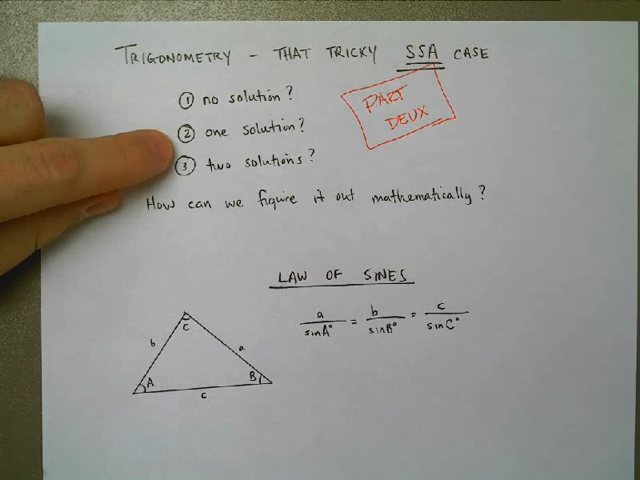 TRIGONOMETRY - THAT TRICKY SSA CASE
① no solution?
② one solution?
③ two solutions?
PART
DEUX
How can we figure it out mathematically?
LAW OF SINES
a/sinA° = b/sinB° = c/sinC°
C
b
a
A
B
c